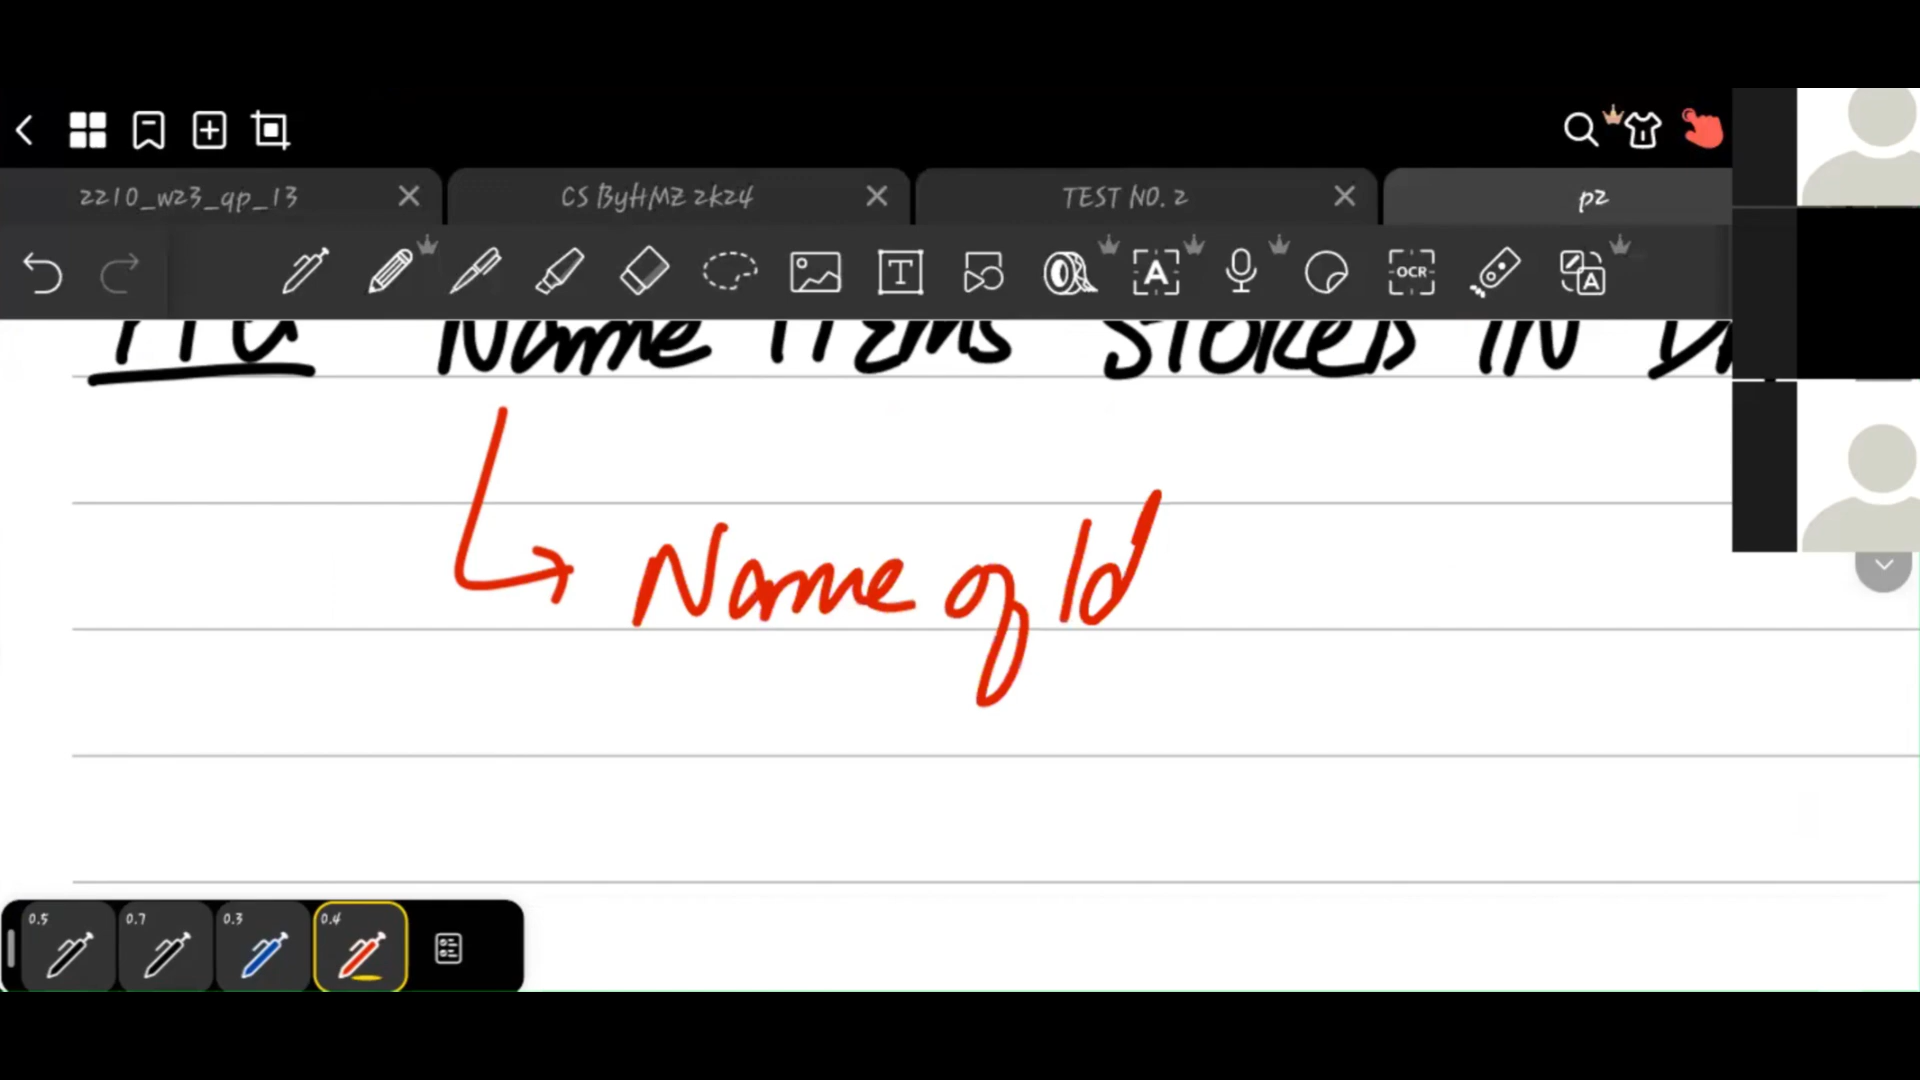 2210_w23_qp_13
CS ByHMZ 2k24
TEST NO. 2
p2
T
A
OCR
A
Name Items Stored IN
Name of Id
0.5
0.7
0.3
0.4